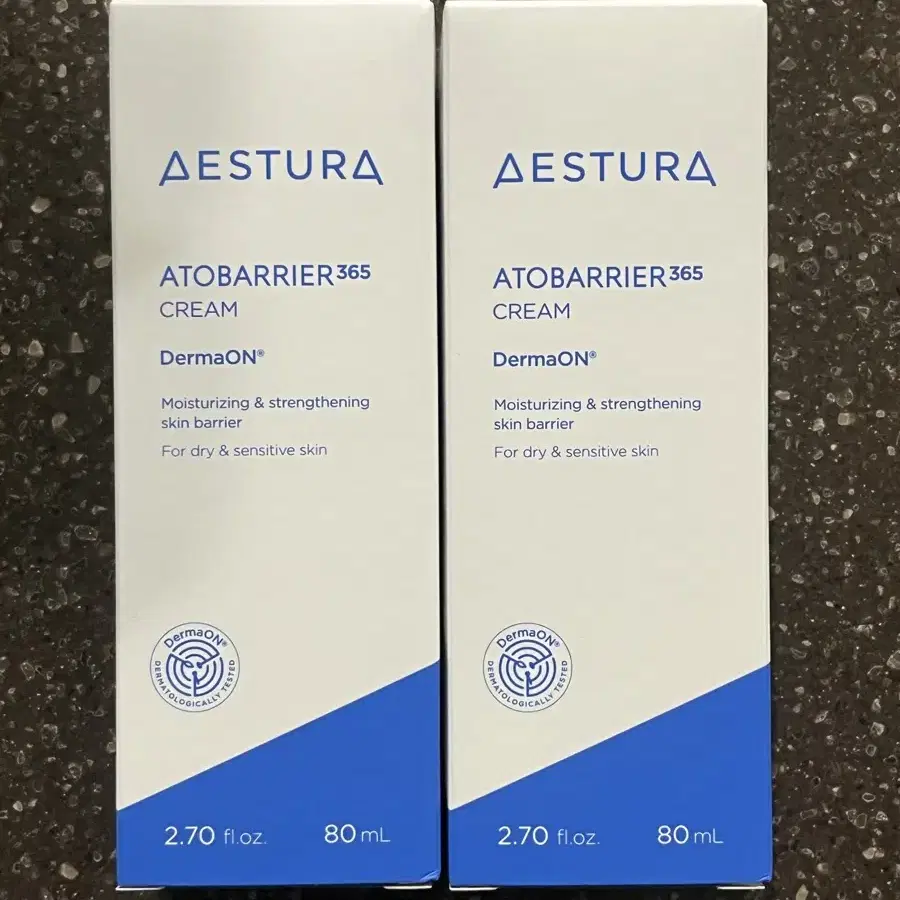 AESTURA
ATOBARRIER365
CREAM
DermaON®
Moisturizing & strengthening
skin barrier
For dry & sensitive skin
DermaON®
DERMATOLOGICALLY TESTED
2.70 fl.oz. 80 mL
AESTURA
ATOBARRIER365
CREAM
DermaON®
Moisturizing & strengthening
skin barrier
For dry & sensitive skin
DermaON®
DERMATOLOGICALLY TESTED
2.70 fl.oz. 80 mL